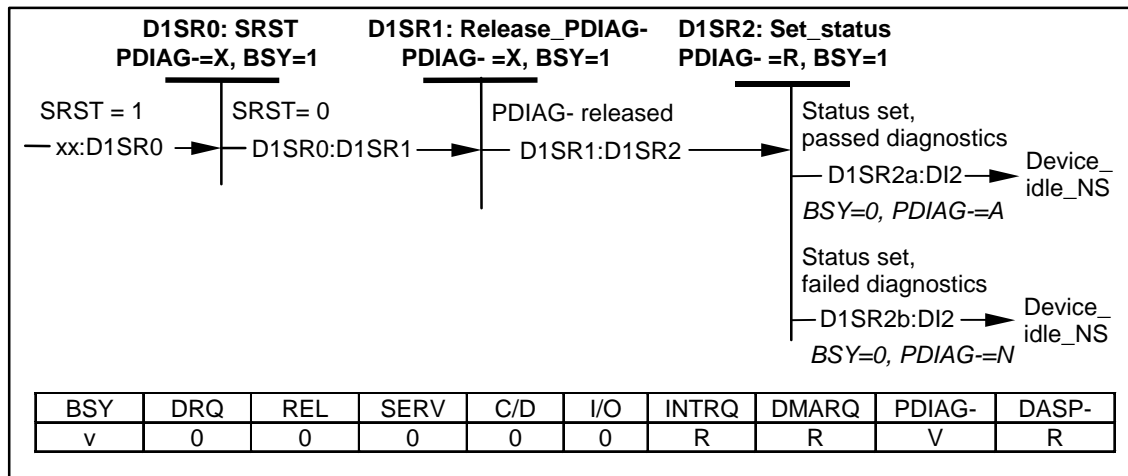 D1SR0: SRST
PDIAG-=X, BSY=1
D1SR1: Release_PDIAG-
PDIAG- =X, BSY=1
D1SR2: Set_status
PDIAG- =R, BSY=1
SRST = 1
xx:D1SR0
SRST= 0
D1SR0:D1SR1
PDIAG- released
D1SR1:D1SR2
Status set,
passed diagnostics
D1SR2a:DI2
BSY=0, PDIAG-=A
Device_
idle_NS
Status set,
failed diagnostics
D1SR2b:DI2
BSY=0, PDIAG-=N
Device_
idle_NS
BSY DRQ REL SERV C/D I/O INTRQ DMARQ PDIAG- DASP-
v 0 0 0 0 0 R R V R